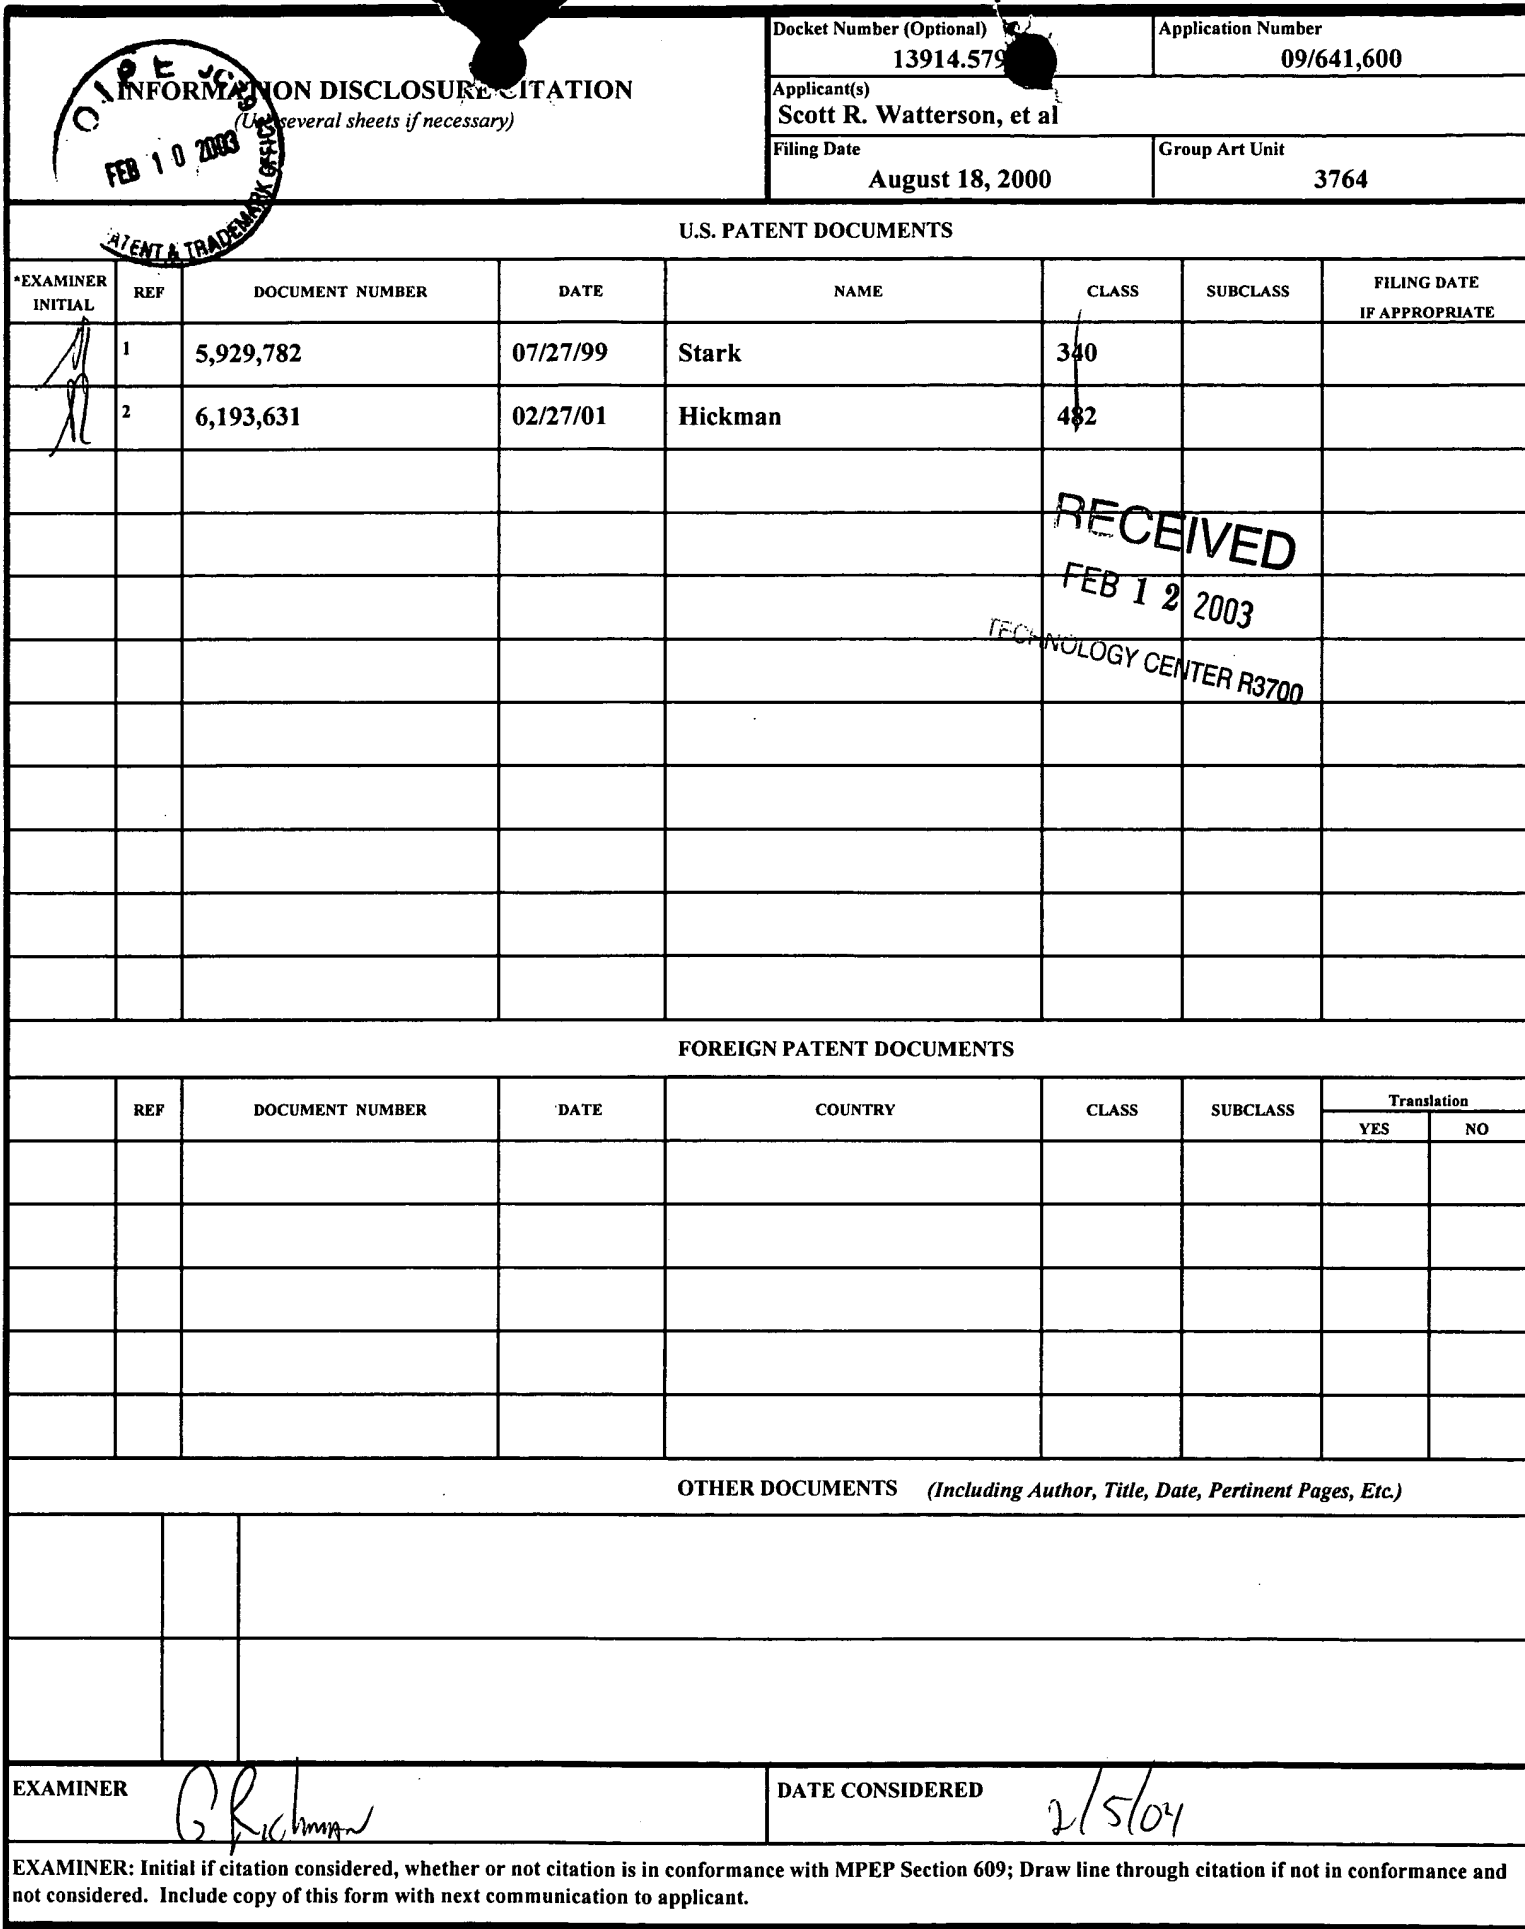 INFORMATION DISCLOSURE CITATION
(Use several sheets if necessary)
OIPE
FEB 10 2003
PATENT & TRADEMARK OFFICE
Docket Number (Optional)
13914.579
Application Number
09/641,600
Applicant(s)
Scott R. Watterson, et al
Filing Date
August 18, 2000
Group Art Unit
3764
U.S. PATENT DOCUMENTS
*EXAMINER INITIAL REF DOCUMENT NUMBER DATE NAME CLASS SUBCLASS FILING DATE IF APPROPRIATE
1 5,929,782 07/27/99 Stark 340
2 6,193,631 02/27/01 Hickman 482
RECEIVED
FEB 12 2003
TECHNOLOGY CENTER R3700
FOREIGN PATENT DOCUMENTS
REF DOCUMENT NUMBER DATE COUNTRY CLASS SUBCLASS Translation
YES NO
OTHER DOCUMENTS (Including Author, Title, Date, Pertinent Pages, Etc.)
EXAMINER G Richman DATE CONSIDERED 2/5/04
EXAMINER: Initial if citation considered, whether or not citation is in conformance with MPEP Section 609; Draw line through citation if not in conformance and
not considered. Include copy of this form with next communication to applicant.